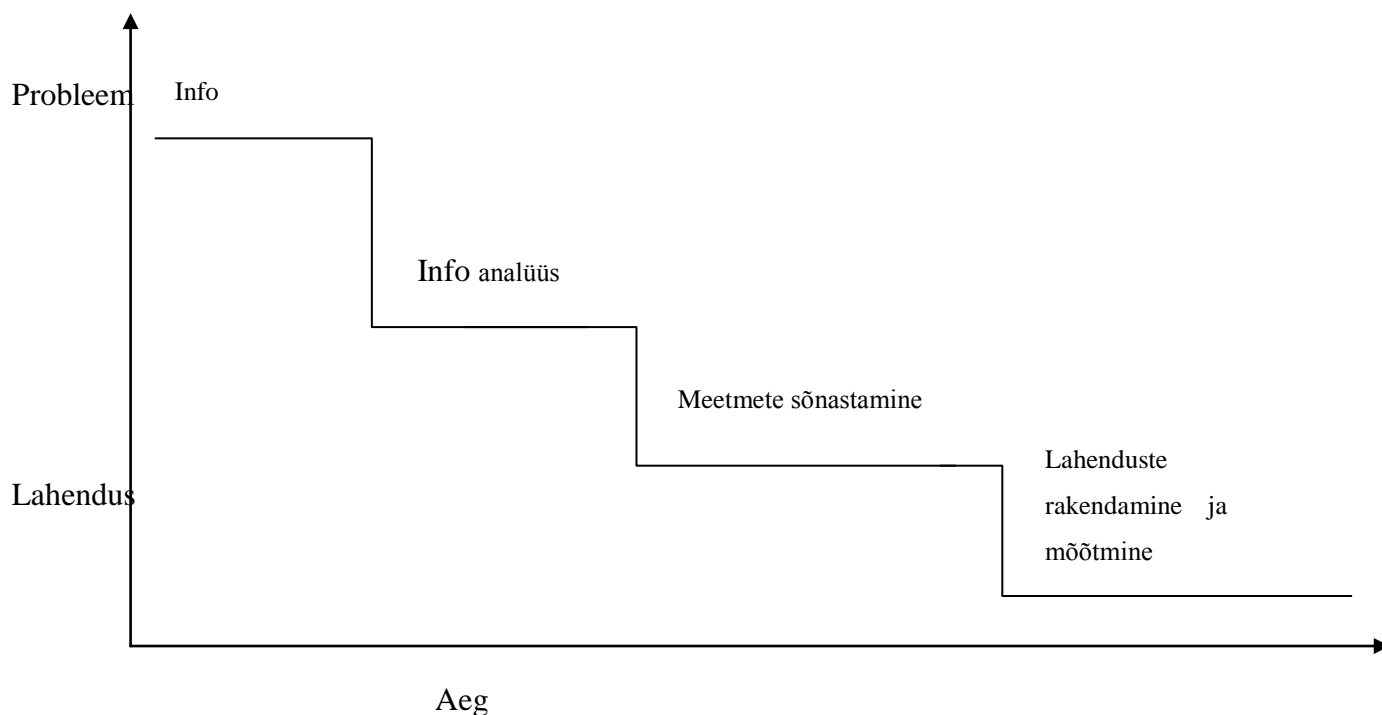 Probleem
Info
Info analüüs
Meetmete sõnastamine
Lahendus
Lahenduste
rakendamine ja
mõõtmine
Aeg